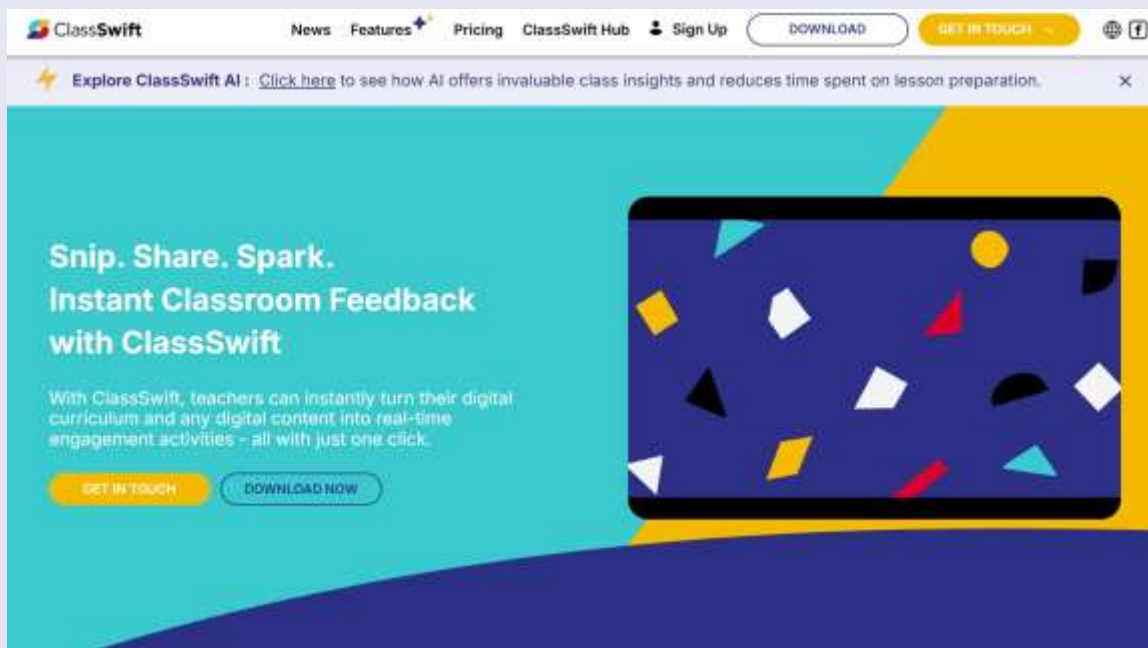 ClassSwift
News Features Pricing ClassSwift Hub Sign Up DOWNLOAD GET IN TOUCH
Explore ClassSwift AI : Click here to see how AI offers invaluable class insights and reduces time spent on lesson preparation.
Snip. Share. Spark.
Instant Classroom Feedback
with ClassSwift
With ClassSwift, teachers can instantly turn their digital
curriculum and any digital content into real-time
engagement activities - all with just one click.
GET IN TOUCH DOWNLOAD NOW